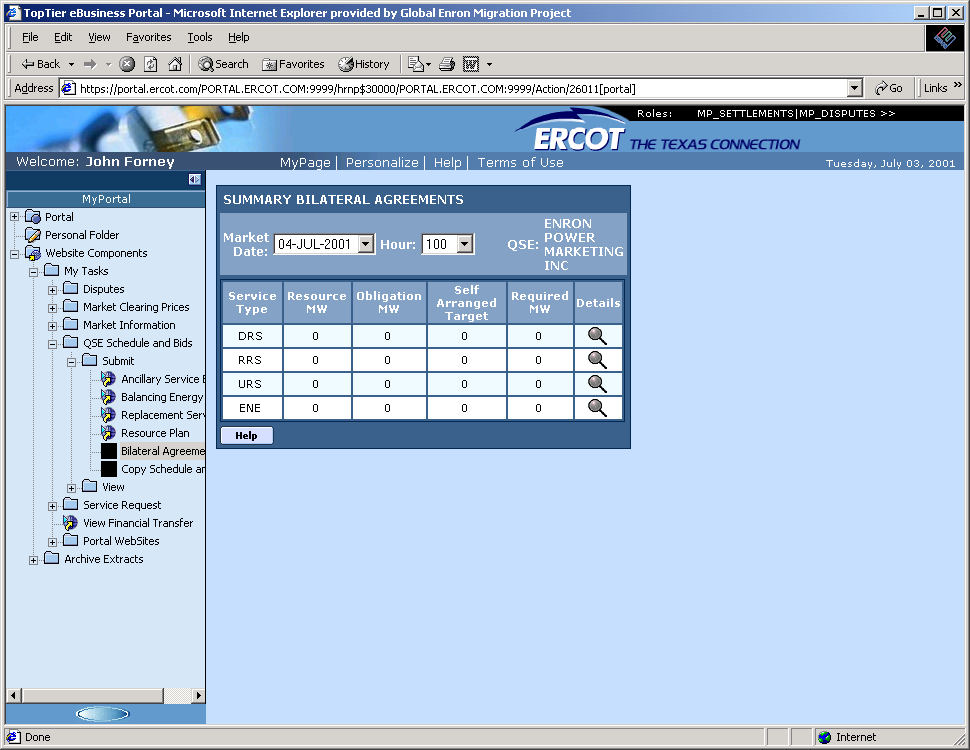 TopTier eBusiness Portal - Microsoft Internet Explorer provided by Global Enron Migration Project
File Edit View Favorites Tools Help
Back Search Favorites History
Address https://portal.ercot.com/PORTAL.ERCOT.COM:9999/hrnp$30000/PORTAL.ERCOT.COM:9999/Action/26011[portal] Go Links »
Roles: MP_SETTLEMENTS|MP_DISPUTES >>
ERCOT THE TEXAS CONNECTION
Welcome: John Forney MyPage | Personalize | Help | Terms of Use Tuesday, July 03, 2001
MyPortal
Portal
Personal Folder
Website Components
My Tasks
Disputes
Market Clearing Prices
Market Information
QSE Schedule and Bids
Submit
Ancillary Service
Balancing Energy
Replacement Ser
Resource Plan
Bilateral Agreeme
Copy Schedule ar
View
Service Request
View Financial Transfer
Portal WebSites
Archive Extracts
SUMMARY BILATERAL AGREEMENTS
Market Date: 04-JUL-2001 Hour: 100 QSE: ENRON POWER MARKETING INC
Service Type Resource MW Obligation MW Self Arranged Target Required MW Details
DRS 0 0 0 0
RRS 0 0 0 0
URS 0 0 0 0
ENE 0 0 0 0
Help
Done Internet